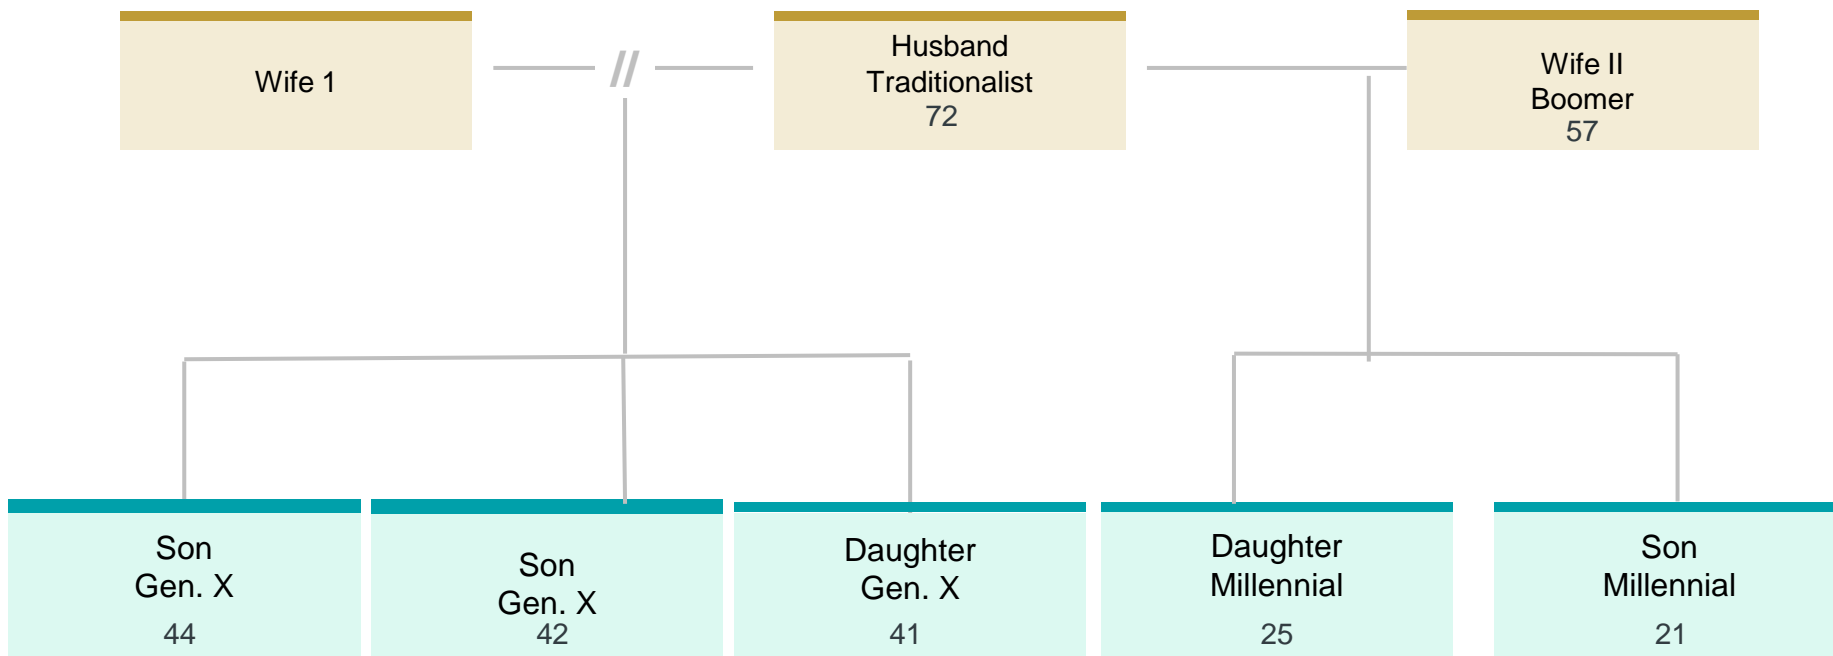 Wife 1
//
Husband
Traditionalist
72
Wife II
Boomer
57
Son
Gen. X
44
Son
Gen. X
42
Daughter
Gen. X
41
Daughter
Millennial
25
Son
Millennial
21